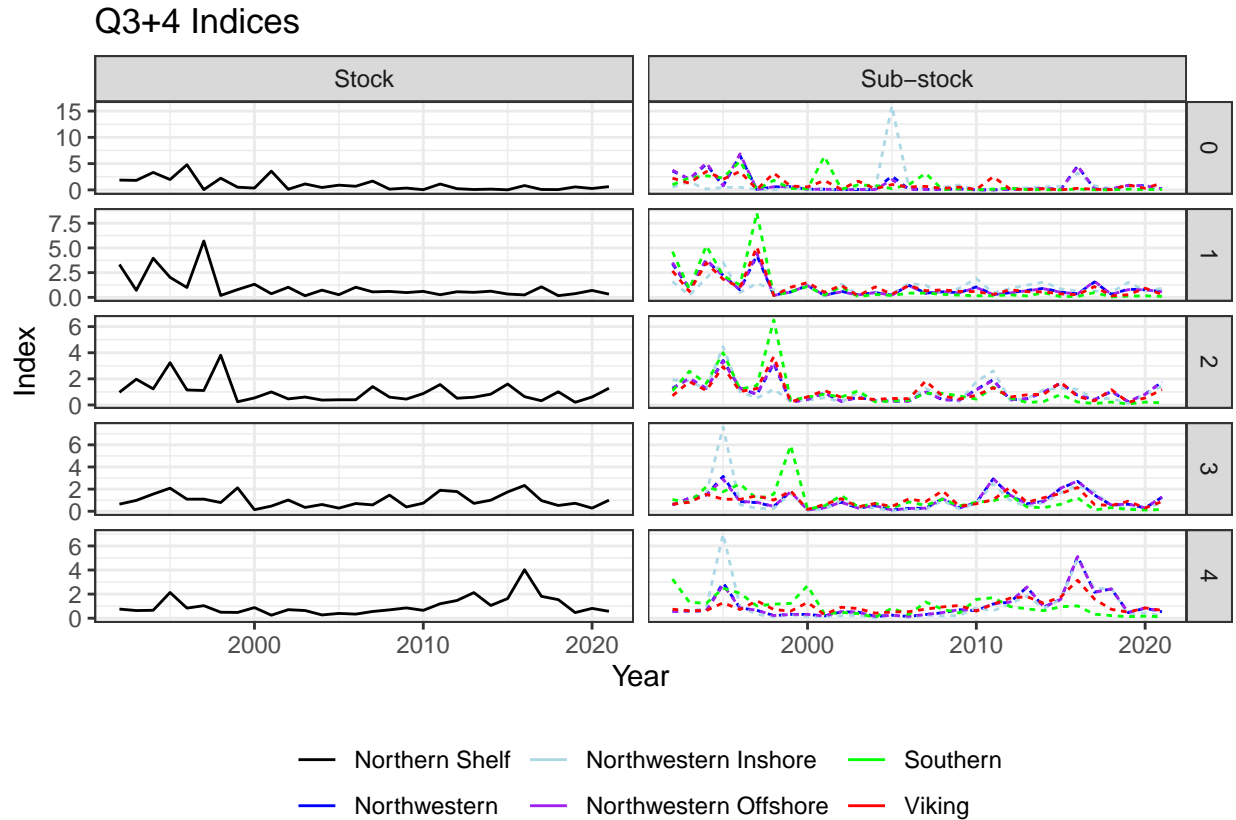 Q3+4 Indices
Stock
Sub−stock
15
10
5
0
0
7.5
5.0
2.5
0.0
1
6
4
2
0
2
6
4
2
0
3
6
4
2
0
4
Index
2000
2010
2020
2000
2010
2020
Year
Northern Shelf
Northwestern Inshore
Southern
Northwestern
Northwestern Offshore
Viking